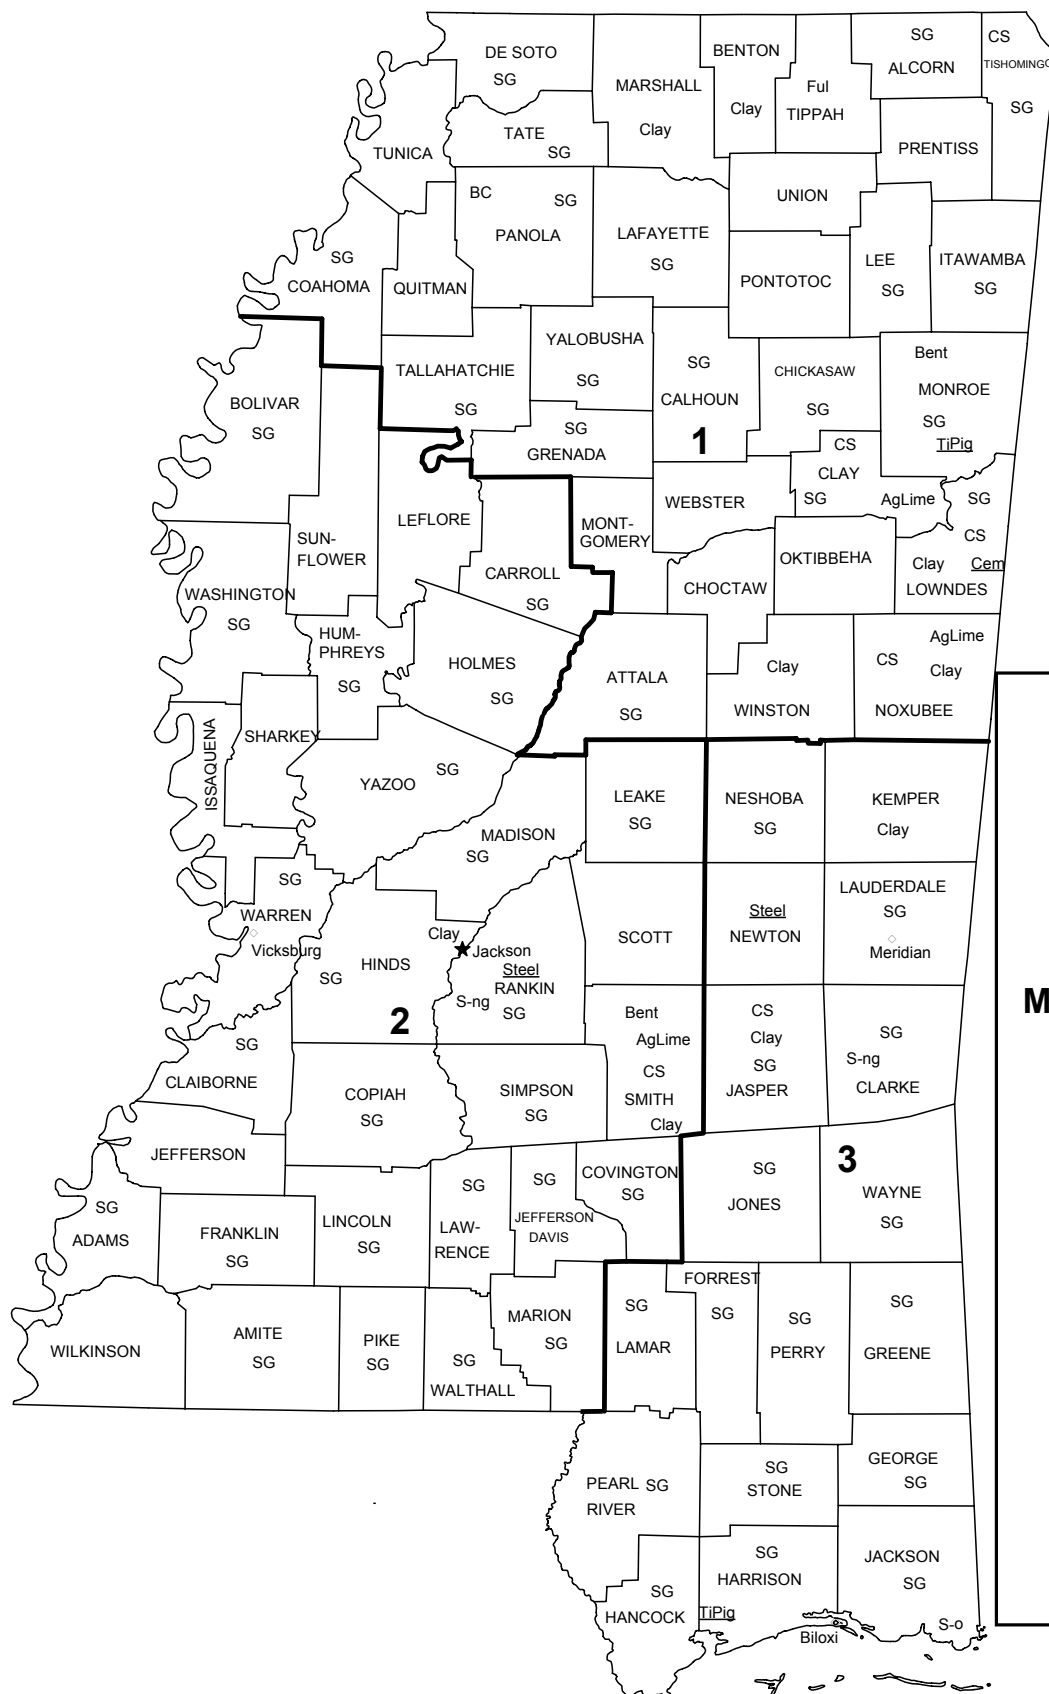 DE SOTO
SG
MARSHALL
Clay
BENTON
Clay
Ful
TIPPAH
SG
ALCORN
CS
TISHOMINGO
SG
TUNICA
TATE
SG
PRENTISS
BC
SG
PANOLA
LAFAYETTE
SG
UNION
PONTOTOC
LEE
SG
ITAWAMBA
SG
SG
COAHOMA
QUITMAN
TALLAHATCHIE
SG
YALOBUSHA
SG
SG
CALHOUN
1
CHICKASAW
SG
Bent
MONROE
SG
TiPig
BOLIVAR
SG
SG
GRENADA
CS
CLAY
SG
AgLime
SG
CS
Clay
Cem
LOWNDES
SUN-
FLOWER
LEFLORE
CARROLL
SG
MONT-
GOMERY
WEBSTER
CHOCTAW
OKTIBBEHA
WASHINGTON
SG
HUM-
PHREYS
SG
HOLMES
SG
ATTALA
SG
Clay
WINSTON
AgLime
CS
Clay
NOXUBEE
ISSAQUENA
SHARKEY
YAZOO
SG
MADISON
SG
LEAKE
SG
NESHOBA
SG
KEMPER
Clay
SG
WARREN
Vicksburg
Clay
Jackson
HINDS
SG
2
Steel
RANKIN
S-ng
SG
SCOTT
Steel
NEWTON
LAUDERDALE
SG
Meridian
M
SG
CLAIBORNE
COPIAH
SG
SIMPSON
SG
Bent
AgLime
CS
SMITH
Clay
CS
Clay
SG
JASPER
SG
S-ng
CLARKE
JEFFERSON
SG
ADAMS
FRANKLIN
SG
LINCOLN
SG
SG
LAW-
RENCE
SG
JEFFERSON
DAVIS
COVINGTON
SG
SG
JONES
3
WAYNE
SG
WILKINSON
AMITE
SG
PIKE
SG
SG
WALTHALL
MARION
SG
SG
LAMAR
FORREST
SG
SG
PERRY
SG
GREENE
PEARL SG
RIVER
SG
STONE
GEORGE
SG
SG
HANCOCK
SG
HARRISON
TiPig
Biloxi
JACKSON
SG
S-o